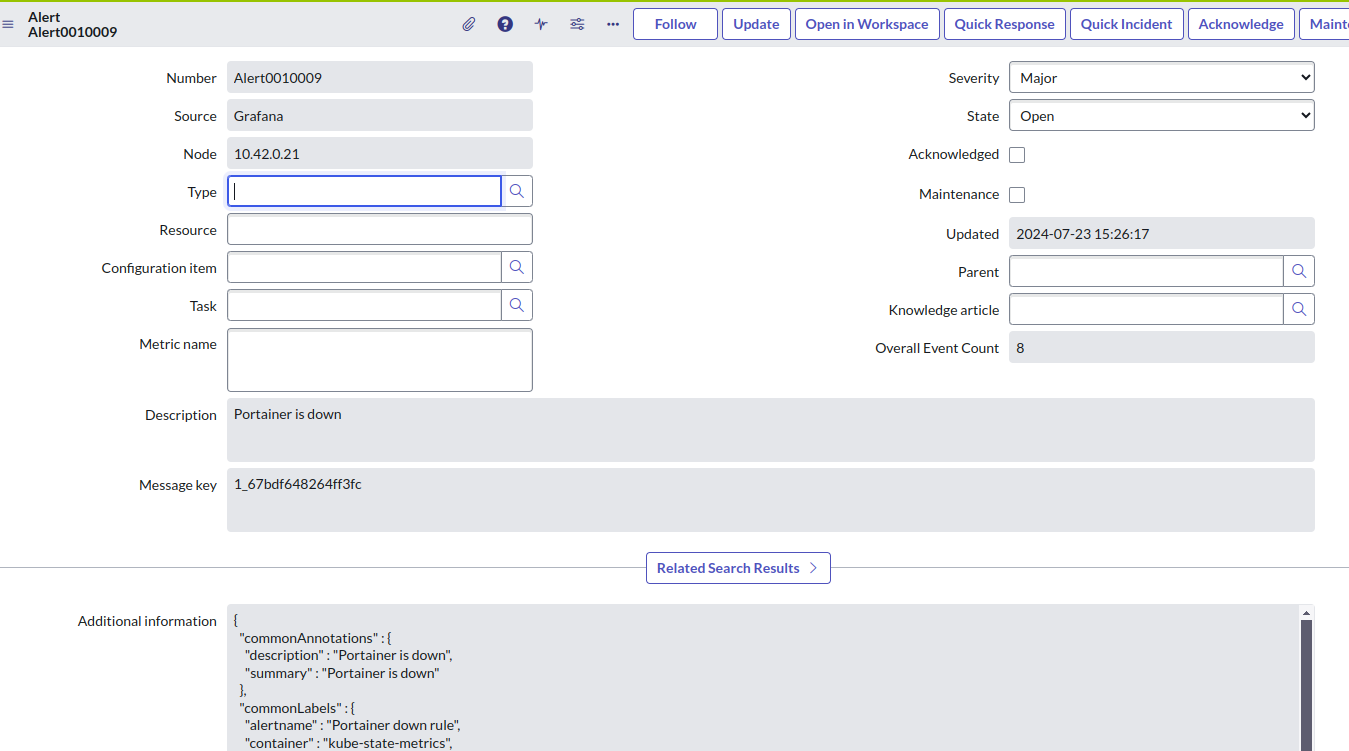 Alert
Alert0010009
Follow
Update
Open in Workspace
Quick Response
Quick Incident
Acknowledge
Maint
Number Alert0010009
Severity Major
Source Grafana
State Open
Node 10.42.0.21
Acknowledged
Type
Maintenance
Resource
Updated 2024-07-23 15:26:17
Configuration item
Parent
Task
Knowledge article
Metric name
Overall Event Count 8
Description Portainer is down
Message key 1_67bdf648264ff3fc
Related Search Results
Additional information {
"commonAnnotations" : {
"description" : "Portainer is down",
"summary" : "Portainer is down"
},
"commonLabels" : {
"alertname" : "Portainer down rule",
"container" : "kube-state-metrics",